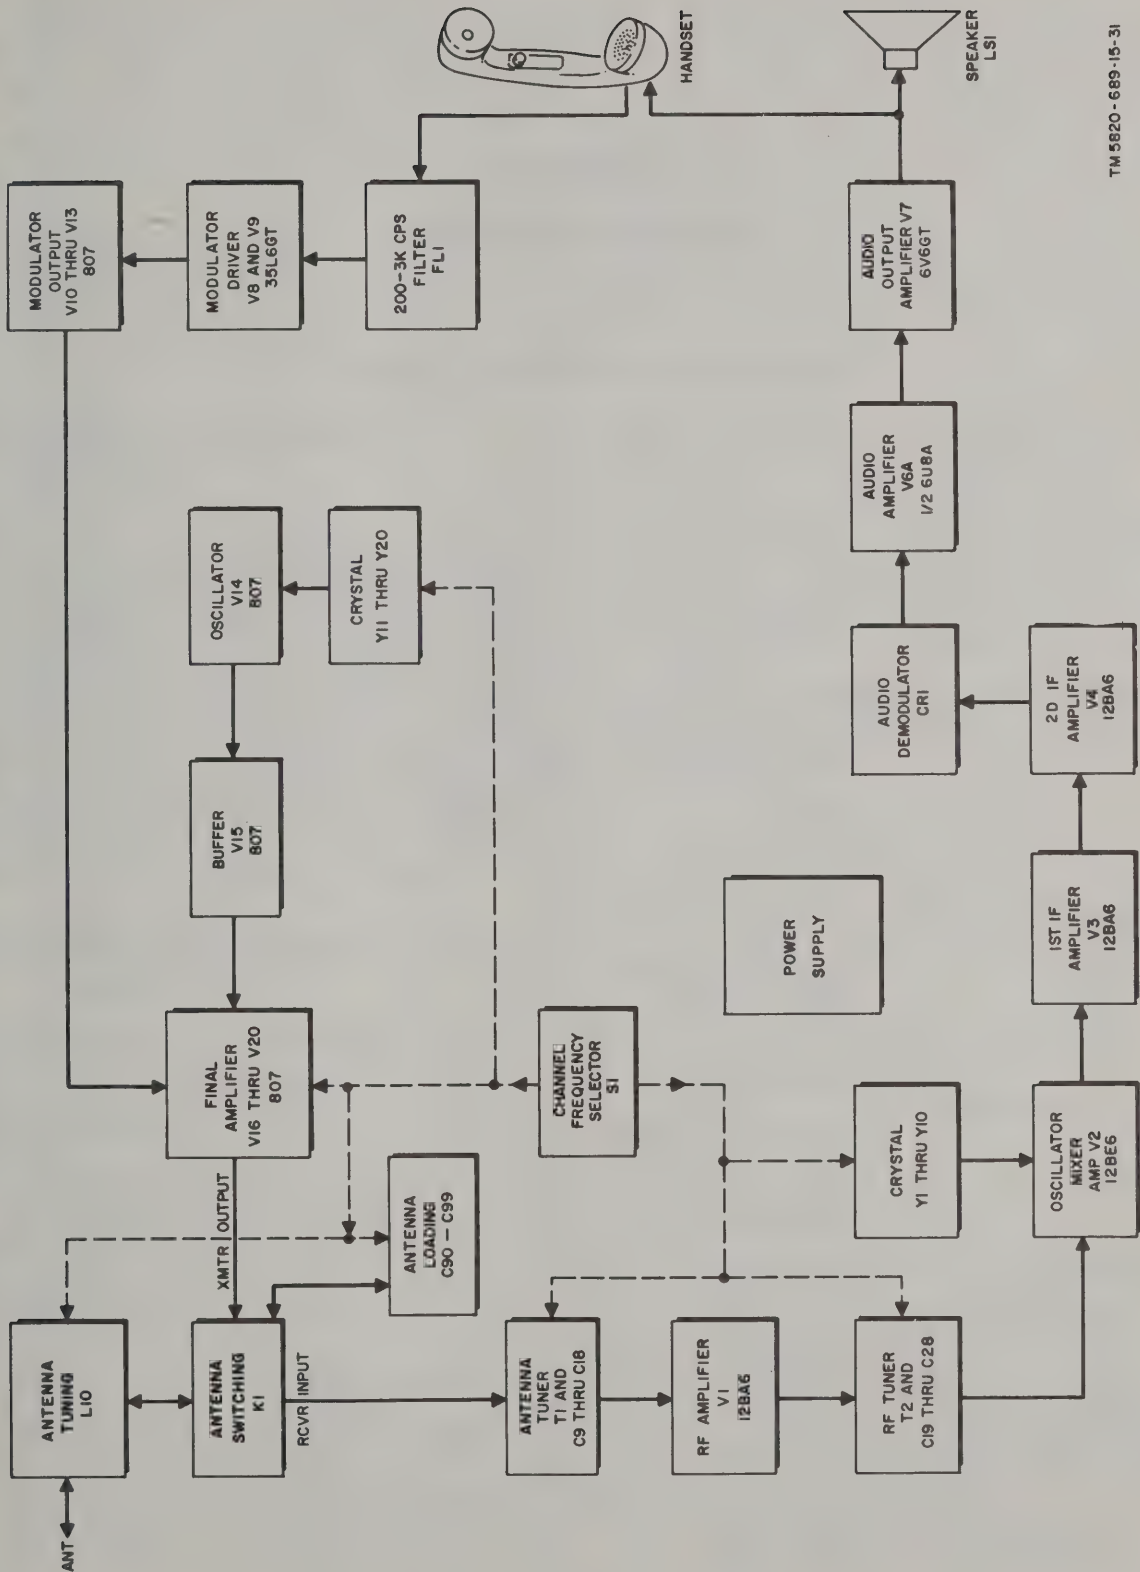 ANT
ANTENNA
TUNING
L10
ANTENNA
SWITCHING
K1
XMTR OUTPUT
RCVR INPUT
ANTENNA
LOADING
C90 – C99
FINAL
AMPLIFIER
V16 THRU V20
807
BUFFER
V15
807
OSCILLATOR
V14
807
CRYSTAL
Y11 THRU Y20
MODULATOR
OUTPUT
V10 THRU V13
807
MODULATOR
DRIVER
V8 AND V9
35L6GT
200-3K CPS
FILTER
FL1
HANDSET
CHANNEL
FREQUENCY
SELECTOR
S1
ANTENNA
TUNER
T1 AND
C9 THRU C18
RF AMPLIFIER
V1
12BA6
RF TUNER
T2 AND
C19 THRU C28
CRYSTAL
Y1 THRU Y10
OSCILLATOR
MIXER
AMP V2
12BE6
POWER
SUPPLY
1ST IF
AMPLIFIER
V3
12BA6
2D IF
AMPLIFIER
V4
12BA6
AUDIO
DEMODULATOR
CR1
AUDIO
AMPLIFIER
V6A
1/2 6U8A
AUDIO
OUTPUT
AMPLIFIER V7
6V6GT
SPEAKER
LS1
TM 5820-689-15-31